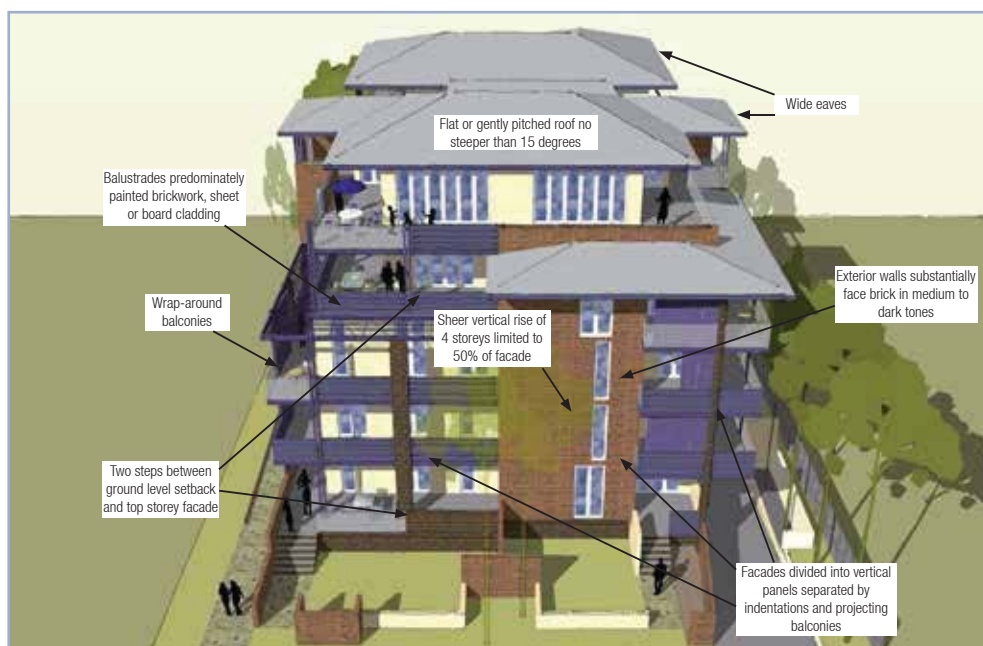 Wide eaves
Flat or gently pitched roof no
steeper than 15 degrees
Balustrades predominately
painted brickwork, sheet
or board cladding
Exterior walls substantially
face brick in medium to
dark tones
Wrap-around
balconies
Sheer vertical rise of
4 storeys limited to
50% of facade
Two steps between
ground level setback
and top storey facade
Facades divided into vertical
panels separated by
indentations and projecting
balconies